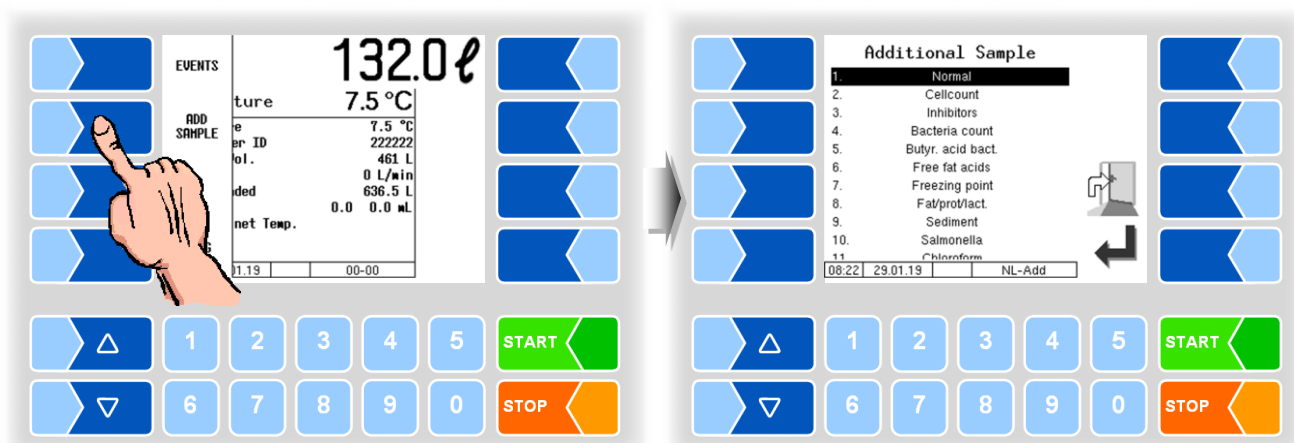 EVENTS
132.0 ℓ
ture 7.5 °C
ADD
SAMPLE
e 7.5 °C
er ID 222222
Vol. 461 L
0 L/min
ded 636.5 L
0.0 0.0 mL
net Temp.
G
01.19 00-00
1 2 3 4 5 START
6 7 8 9 0 STOP
Additional Sample
1. Normal
2. Cellcount
3. Inhibitors
4. Bacteria count
5. Butyr. acid bact.
6. Free fat acids
7. Freezing point
8. Fat/prot/lact.
9. Sediment
10. Salmonella
11 Chloroform
08:22 29.01.19 NL-Add
1 2 3 4 5 START
6 7 8 9 0 STOP